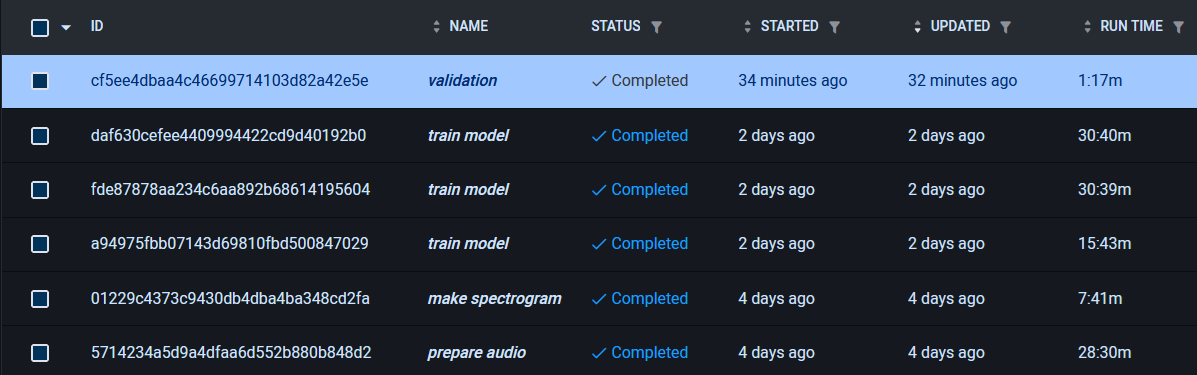 ID NAME STATUS STARTED UPDATED RUN TIME
cf5ee4dbaa4c46699714103d82a42e5e validation Completed 34 minutes ago 32 minutes ago 1:17m
daf630cefee4409994422cd9d40192b0 train model Completed 2 days ago 2 days ago 30:40m
fde87878aa234c6aa892b68614195604 train model Completed 2 days ago 2 days ago 30:39m
a94975fbb07143d69810fbd500847029 train model Completed 2 days ago 2 days ago 15:43m
01229c4373c9430db4dba4ba348cd2fa make spectrogram Completed 4 days ago 4 days ago 7:41m
5714234a5d9a4dfaa6d552b880b848d2 prepare audio Completed 4 days ago 4 days ago 28:30m